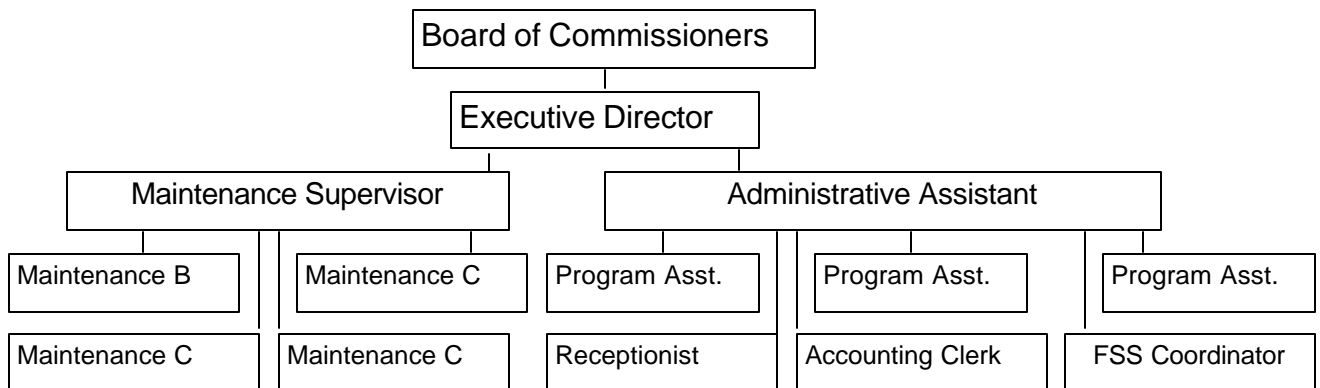 Board of Commissioners
Executive Director
Maintenance Supervisor Administrative Assistant
Maintenance B Maintenance C Program Asst. Program Asst. Program Asst.
Maintenance C Maintenance C Receptionist Accounting Clerk FSS Coordinator